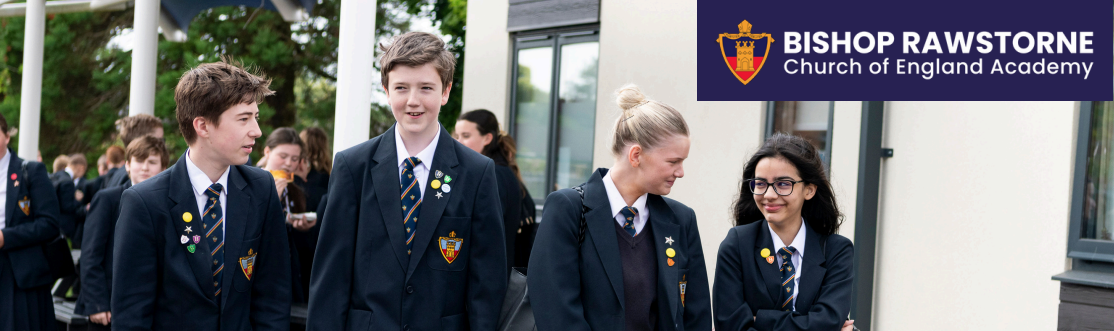 BISHOP RAWSTORNE
Church of England Academy